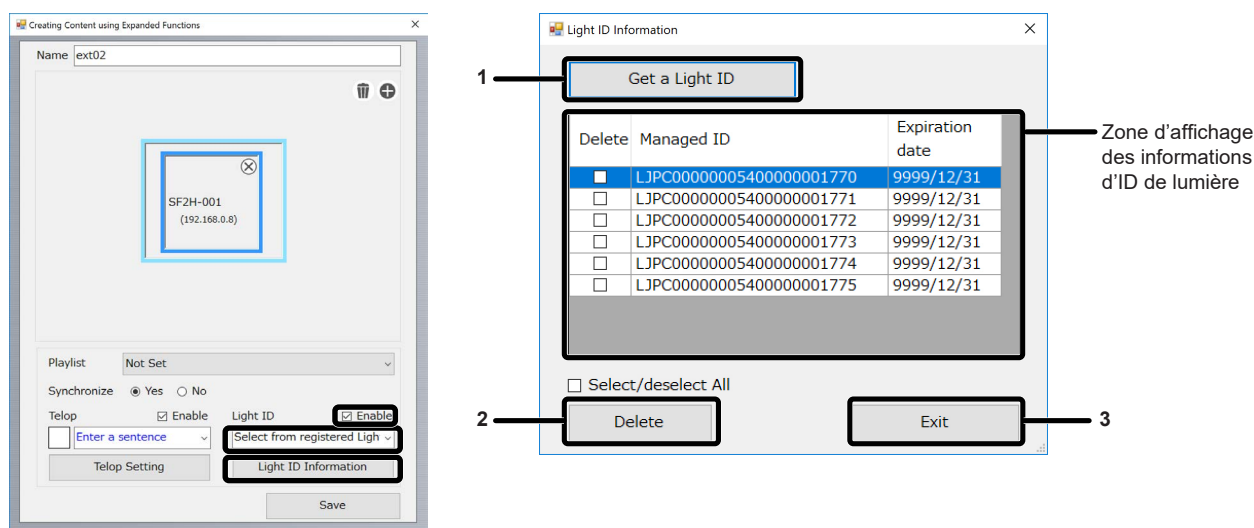 Creating Content using Expanded Functions
Name ext02
SF2H-001
(192.168.0.8)
Playlist Not Set
Synchronize Yes No
Telop Enable Light ID Enable
Enter a sentence Select from registered Ligh
Telop Setting Light ID Information
Save
Light ID Information
1
Get a Light ID
Delete Managed ID Expiration date
LJPC00000005400000001770 9999/12/31
LJPC00000005400000001771 9999/12/31
LJPC00000005400000001772 9999/12/31
LJPC00000005400000001773 9999/12/31
LJPC00000005400000001774 9999/12/31
LJPC00000005400000001775 9999/12/31
Zone d’affichage
des informations
d’ID de lumière
Select/deselect All
2 Delete Exit 3